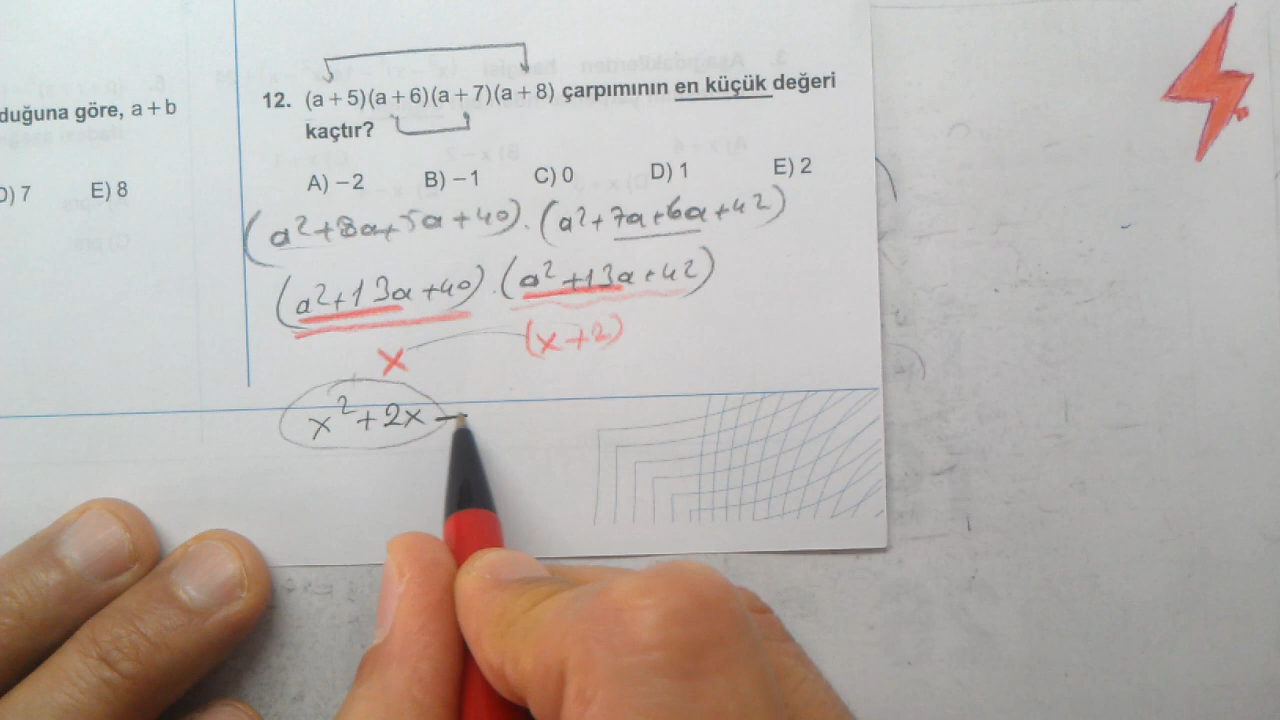 duğuna göre, a + b
D) 7 E) 8
12. (a + 5)(a + 6)(a + 7)(a + 8) çarpımının en küçük değeri
kaçtır?
A) −2 B) −1 C) 0 D) 1 E) 2
(a²+8a+5a+40).(a²+7a+6a+42)
(a²+13a+40).(a²+13a+42)
x (x+2)
x²+2x −